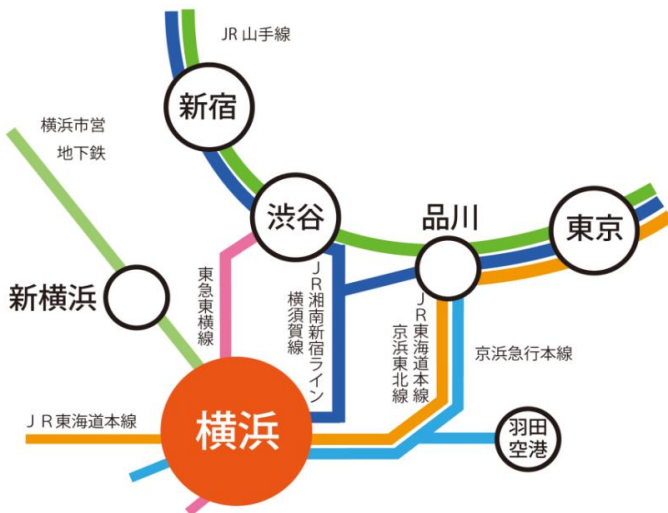 JR山手線
新宿
横浜市営
地下鉄
渋谷
品川
東京
新横浜
東急東横線
JR湘南新宿ライン
横須賀線
JR東海道本線
京浜東北線
京浜急行本線
JR東海道本線
横浜
羽田
空港